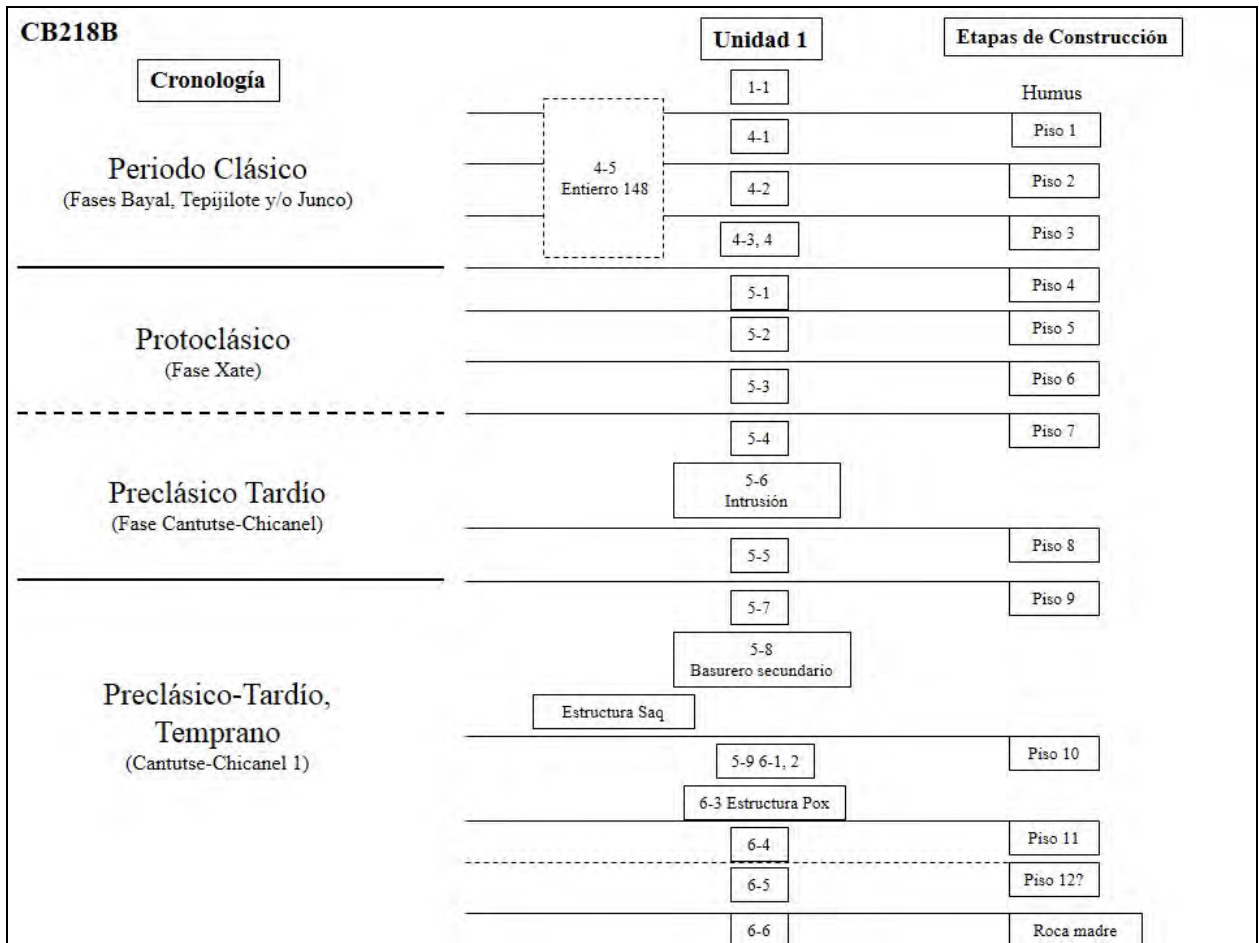 CB218B
Cronología
Unidad 1
Etapas de Construcción
1-1
Humus
Periodo Clásico
(Fases Bayal, Tepijilote y/o Junco)
4-5
Entierro 148
4-1
Piso 1
4-2
Piso 2
4-3, 4
Piso 3
Protoclásico
(Fase Xate)
5-1
Piso 4
5-2
Piso 5
5-3
Piso 6
Preclásico Tardío
(Fase Cantutse-Chicanel)
5-4
Piso 7
5-6
Intrusión
5-5
Piso 8
Preclásico-Tardío,
Temprano
(Cantutse-Chicanel 1)
5-7
Piso 9
5-8
Basurero secundario
Estructura Saq
5-9 6-1, 2
Piso 10
6-3 Estructura Pox
6-4
Piso 11
6-5
Piso 12?
6-6
Roca madre